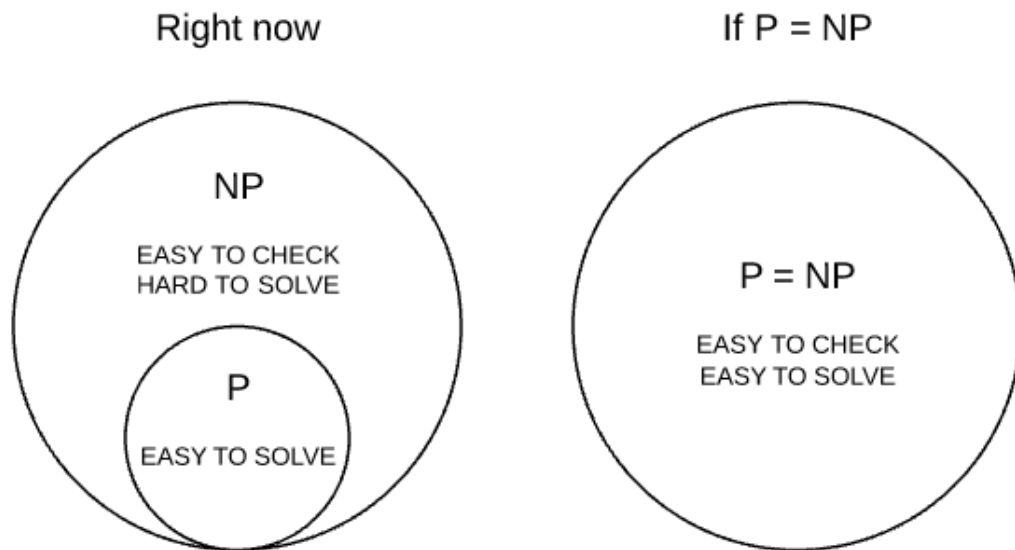 Right now
NP
EASY TO CHECK
HARD TO SOLVE
P
EASY TO SOLVE
If P = NP
P = NP
EASY TO CHECK
EASY TO SOLVE